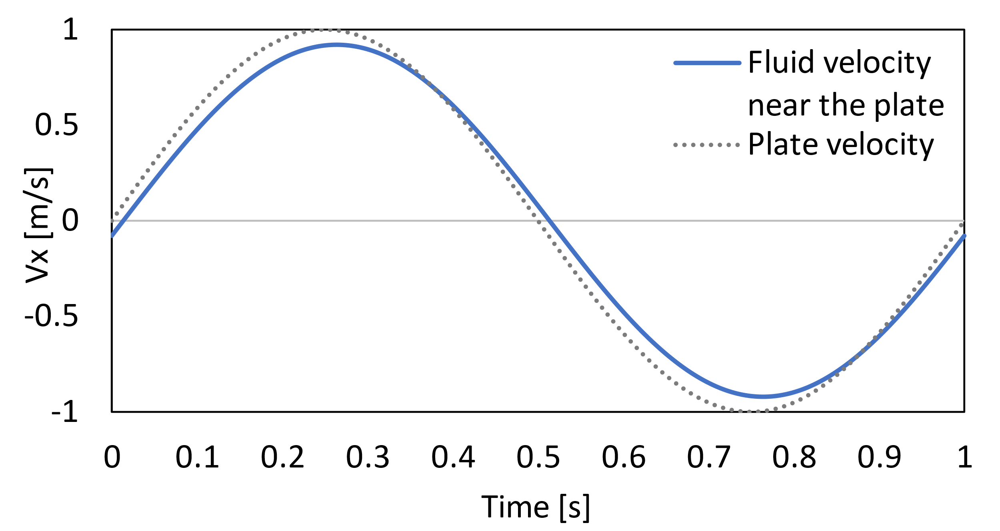 1
0.5
0
-0.5
-1
Vx [m/s]
Fluid velocity
near the plate
Plate velocity
0 0.1 0.2 0.3 0.4 0.5 0.6 0.7 0.8 0.9 1
Time [s]